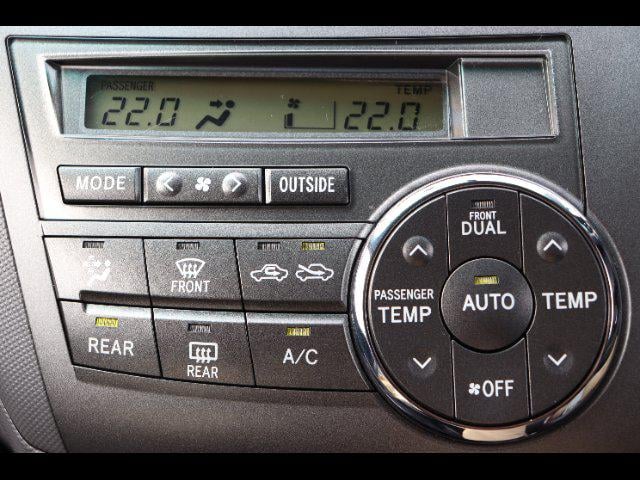 PASSENGER TEMP
22.0 22.0
MODE OUTSIDE
FRONT
DUAL
FRONT
PASSENGER
TEMP
AUTO
TEMP
REAR
REAR
A/C
OFF